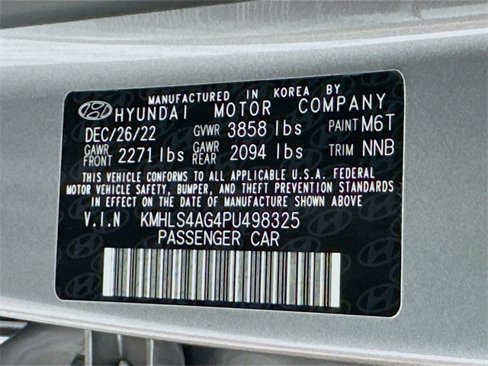 MANUFACTURED IN KOREA BY
HYUNDAI MOTOR COMPANY
DEC/26/22 GVWR 3858 lbs PAINT M6T
GAWR FRONT 2271 lbs GAWR REAR 2094 lbs TRIM NNB
THIS VEHICLE CONFORMS TO ALL APPLICABLE U.S.A. FEDERAL
MOTOR VEHICLE SAFETY, BUMPER, AND THEFT PREVENTION STANDARDS
IN EFFECT ON THE DATE OF MANUFACTURE SHOWN ABOVE
V.I.N KMHLS4AG4PU498325
PASSENGER CAR